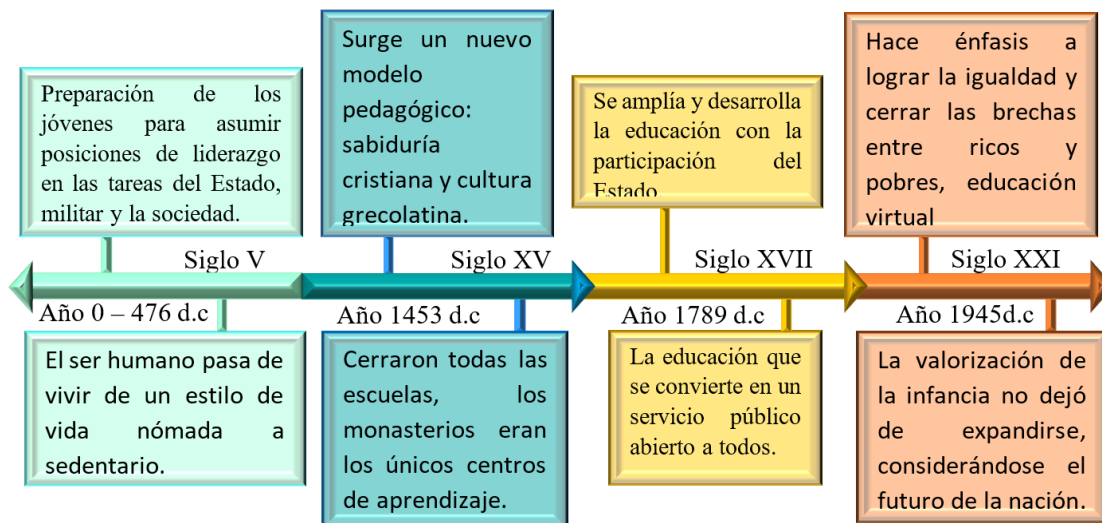 Preparación de los
jóvenes para asumir
posiciones de liderazgo
en las tareas del Estado,
militar y la sociedad.
Surge un nuevo
modelo
pedagógico:
sabiduría
cristiana y cultura
grecolatina.
Se amplía y desarrolla
la educación con la
participación del
Estado
Hace énfasis a
lograr la igualdad y
cerrar las brechas
entre ricos y
pobres, educación
virtual
Siglo V
Siglo XV
Siglo XVII
Siglo XXI
Año 0 – 476 d.c
Año 1453 d.c
Año 1789 d.c
Año 1945d.c
El ser humano pasa de
vivir de un estilo de
vida nómada a
sedentario.
Cerraron todas las
escuelas, los
monasterios eran
los únicos centros
de aprendizaje.
La educación que
se convierte en un
servicio público
abierto a todos.
La valorización de
la infancia no dejó
de expandirse,
considerándose el
futuro de la nación.